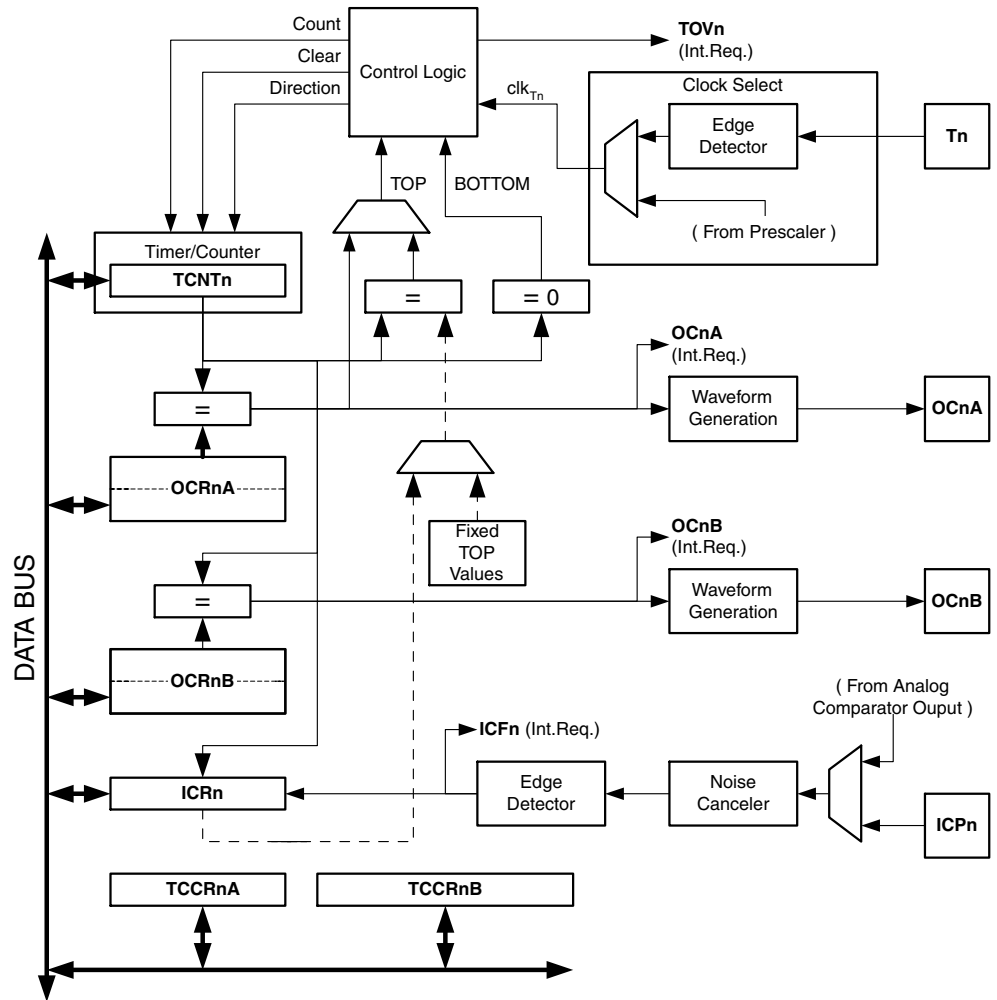 Count
Clear
Direction
Control Logic
TOVn
(Int.Req.)
clkTn
Clock Select
Edge
Detector
Tn
TOP
BOTTOM
( From Prescaler )
Timer/Counter
TCNTn
=
= 0
OCnA
(Int.Req.)
=
Waveform
Generation
OCnA
OCRnA
Fixed
TOP
Values
OCnB
(Int.Req.)
=
Waveform
Generation
OCnB
DATA BUS
OCRnB
( From Analog
Comparator Ouput )
ICFn (Int.Req.)
ICRn
Edge
Detector
Noise
Canceler
ICPn
TCCRnA
TCCRnB